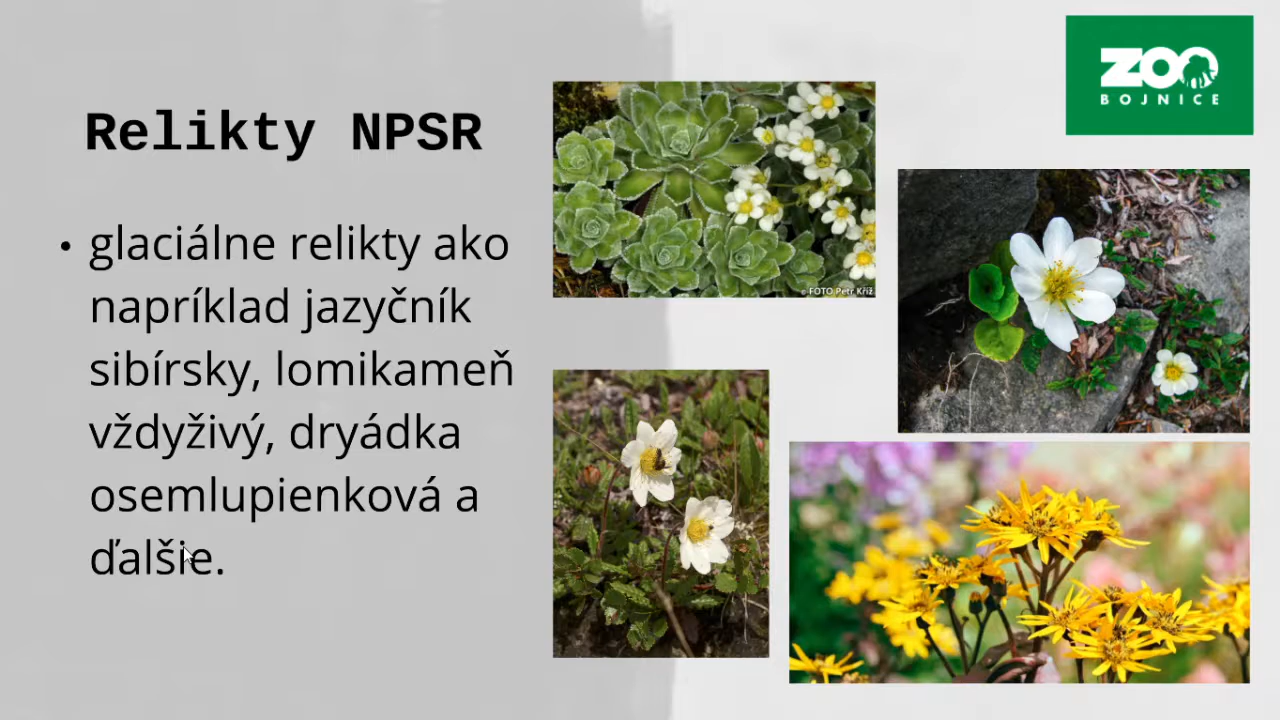 Relikty NPSR
• glaciálne relikty ako
napríklad jazyčník
sibírsky, lomikameň
vždyživý, dryádka
osemlupienková a
ďalšie.
© FOTO Petr Kříž
ZOO
BOJNICE